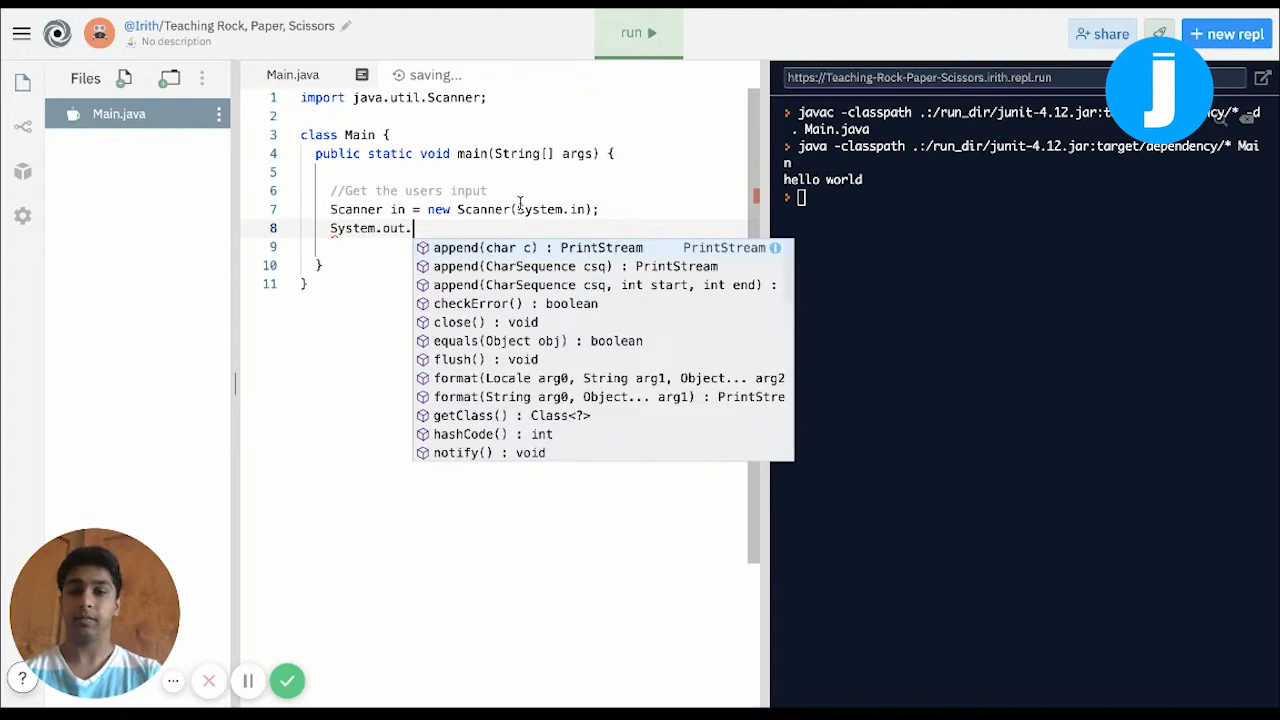 @Irith/Teaching Rock, Paper, Scissors
No description
run
share
+ new repl
Files
Main.java
Main.java
saving...
1 import java.util.Scanner;
2
3 class Main {
4 public static void main(String[] args) {
5
6 //Get the users input
7 Scanner in = new Scanner(System.in);
8 System.out.
9
10 }
11 }
append(char c) : PrintStream PrintStream
append(CharSequence csq) : PrintStream
append(CharSequence csq, int start, int end) :
checkError() : boolean
close() : void
equals(Object obj) : boolean
flush() : void
format(Locale arg0, String arg1, Object... arg2
format(String arg0, Object... arg1) : PrintStre
getClass() : Class<?>
hashCode() : int
notify() : void
https://Teaching-Rock-Paper-Scissors.irith.repl.run
j
javac -classpath .:/run_dir/junit-4.12.jar:target/dependency/* -d
. Main.java
java -classpath .:/run_dir/junit-4.12.jar:target/dependency/* Mai
n
hello world
?